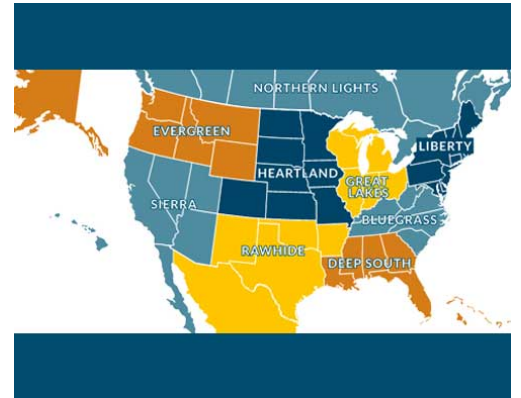 NORTHERN LIGHTS
EVERGREEN
LIBERTY
HEARTLAND
GREAT
LAKES
SIERRA
BLUEGRASS
RAWHIDE
DEEP SOUTH